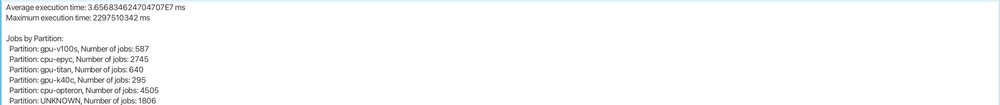 Average execution time: 3.656834624704707E7 ms
Maximum execution time: 2297510342 ms
Jobs by Partition:
Partition: gpu-v100s, Number of jobs: 587
Partition: cpu-epyc, Number of jobs: 2745
Partition: gpu-titan, Number of jobs: 640
Partition: gpu-k40c, Number of jobs: 295
Partition: cpu-opteron, Number of jobs: 4505
Partition: UNKNOWN, Number of jobs: 1806